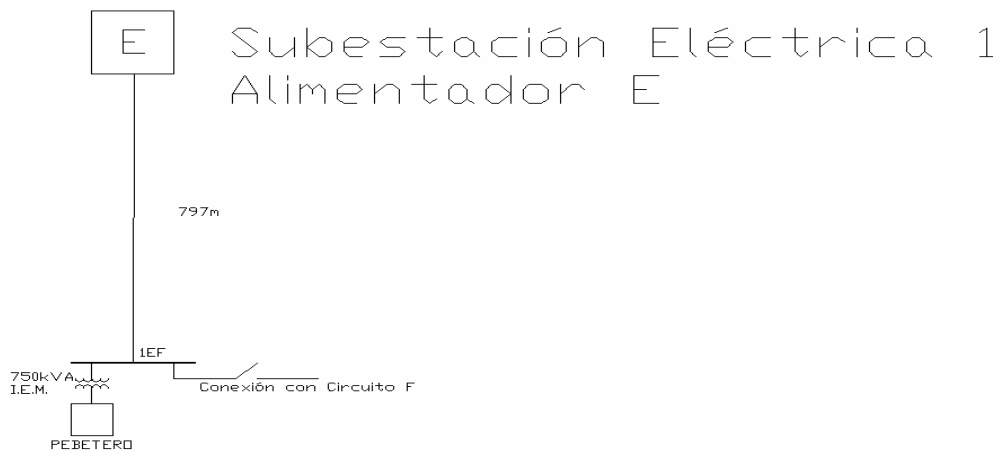 E
Subestación Eléctrica 1
Alimentador E
797m
1EF
750kVA
I.E.M.
Conexión con Circuito F
PEBETERO